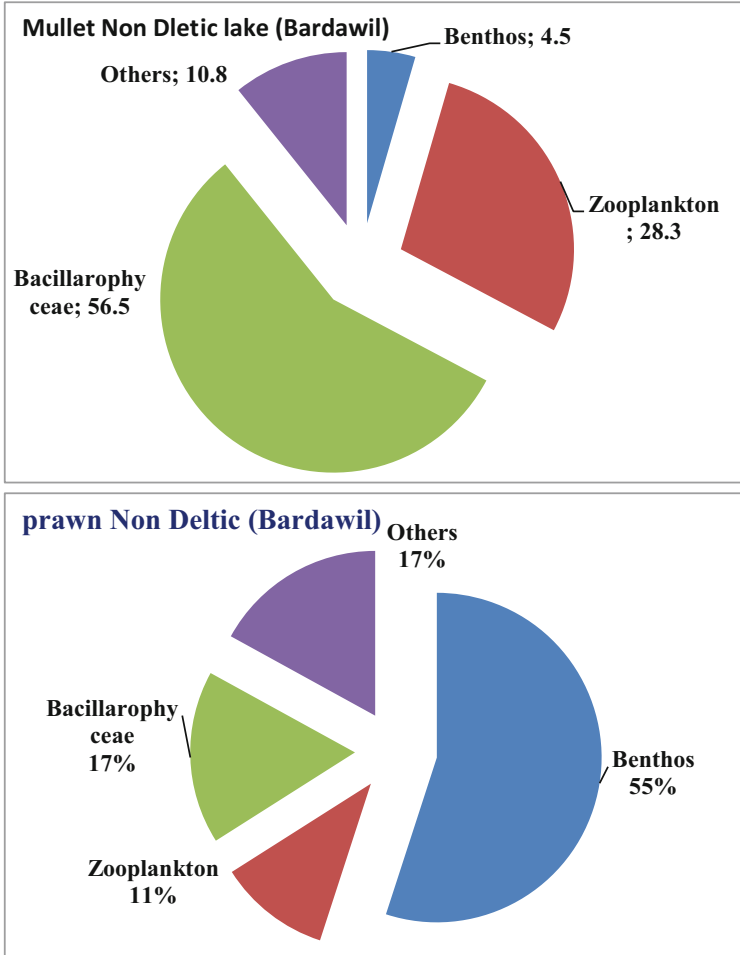 Mullet Non Dletic lake (Bardawil)
Benthos; 4.5
Others; 10.8
Zooplankton
; 28.3
Bacillarophy
ceae; 56.5
prawn Non Deltic (Bardawil)
Others
17%
Bacillarophy
ceae
17%
Benthos
55%
Zooplankton
11%